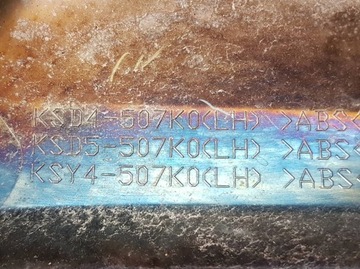 KSD4-507K0<LH> >ABS<
KSD5-507K0<LH> >ABS<
KSY4-507K0<LH> >ABS<